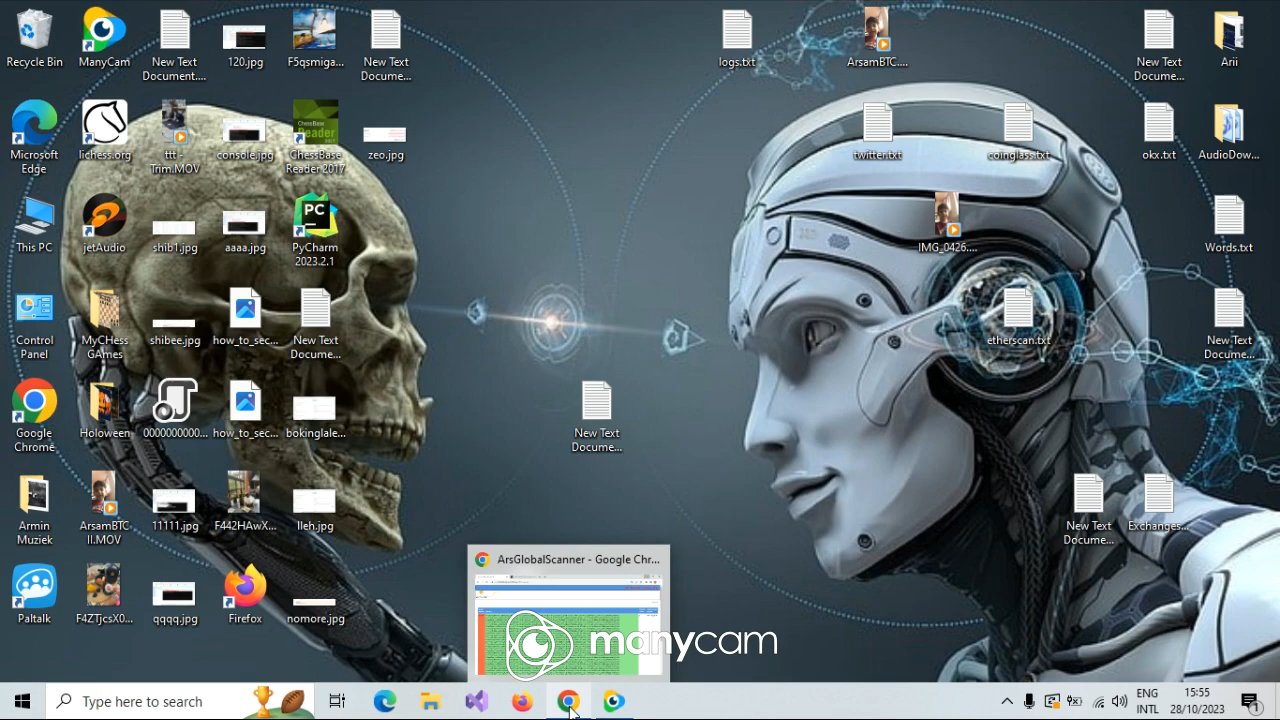 Recycle Bin
ManyCam
New Text
Document....
120.jpg
F5qsmiga...
New Text
Docume...
logs.txt
ArsamBTC....
New Text
Docume...
Arii
Microsoft
Edge
lichess.org
ttt -
Trim.MOV
console.jpg
ChessBase
Reader 2017
zeo.jpg
twitter.txt
coinglass.txt
okx.txt
AudioDow...
This PC
jetAudio
shib1.jpg
aaaa.jpg
PyCharm
2023.2.1
IMG_0426....
Words.txt
Control
Panel
MyCHess
GAmes
shibee.jpg
how_to_sec...
New Text
Docume...
etherscan.txt
New Text
Docume...
Google
Chrome
Holoween
0000000000...
how_to_sec...
bokinglale...
New Text
Docume...
Armin
Muziek
ArsamBTC
II.MOV
11111.jpg
F442HAwX...
lleh.jpg
New Text
Docume...
Exchanges...
ArsGlobalScanner - Google Chr...
Paltalk
F4ZTjcsX0...
qqqq.jpg
Firefox
nomore.jpg
manycam
Type here to search
ENG
INTL
15:55
28/10/2023
1